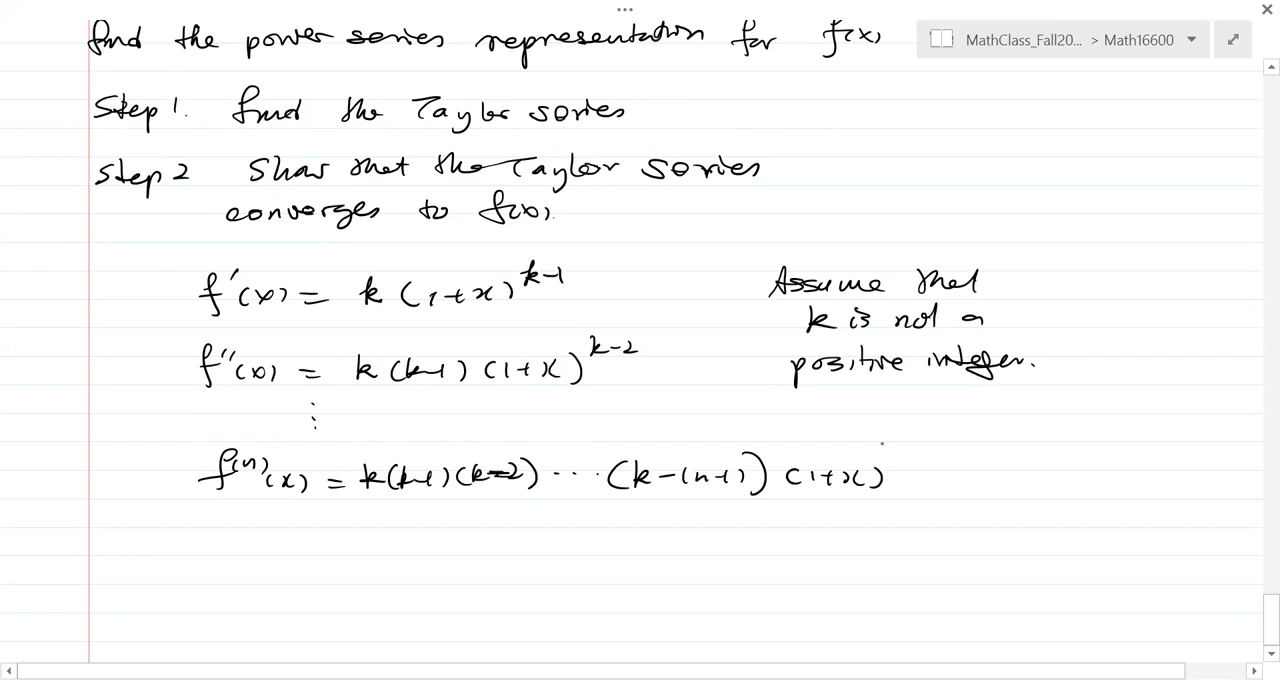 find the power series representation for f(x)
MathClass_Fall20... > Math16600
Step 1. find the Taylor series
Step 2 Show that the Taylor series
converges to f(x).
f'(x) = k(1+x)^{k-1}
Assume that
k is not a
positive integer.
f''(x) = k(k-1)(1+x)^{k-2}
⋮
f^{(n)}(x) = k(k-1)(k-2) ... (k-(n-1)) (1+x)